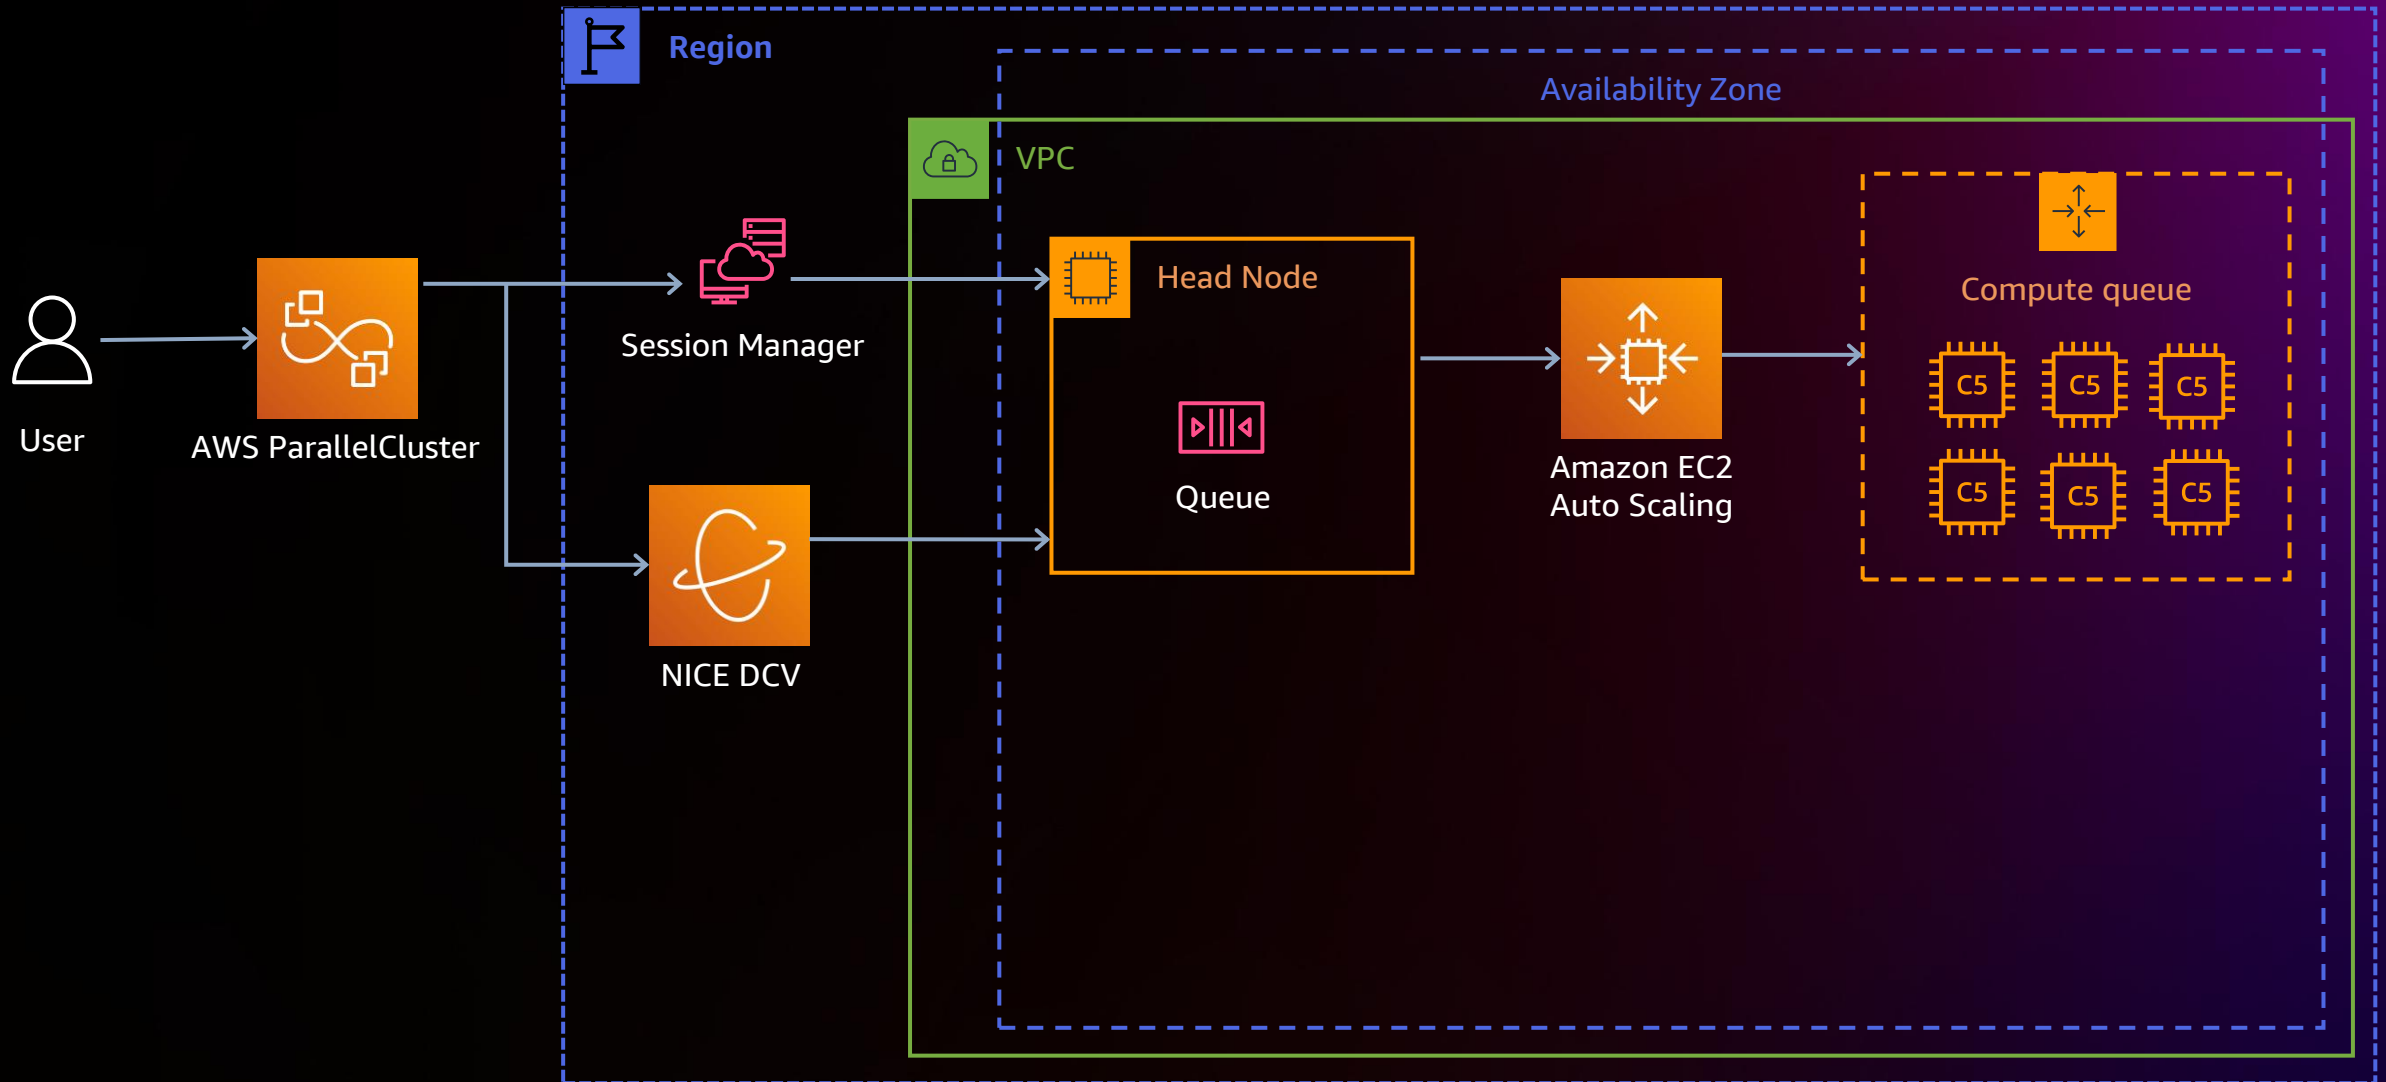 Region
Availability Zone
VPC
Head Node
Compute queue
Session Manager
User
AWS ParallelCluster
Queue
Amazon EC2
Auto Scaling
C5
C5
C5
C5
C5
C5
NICE DCV